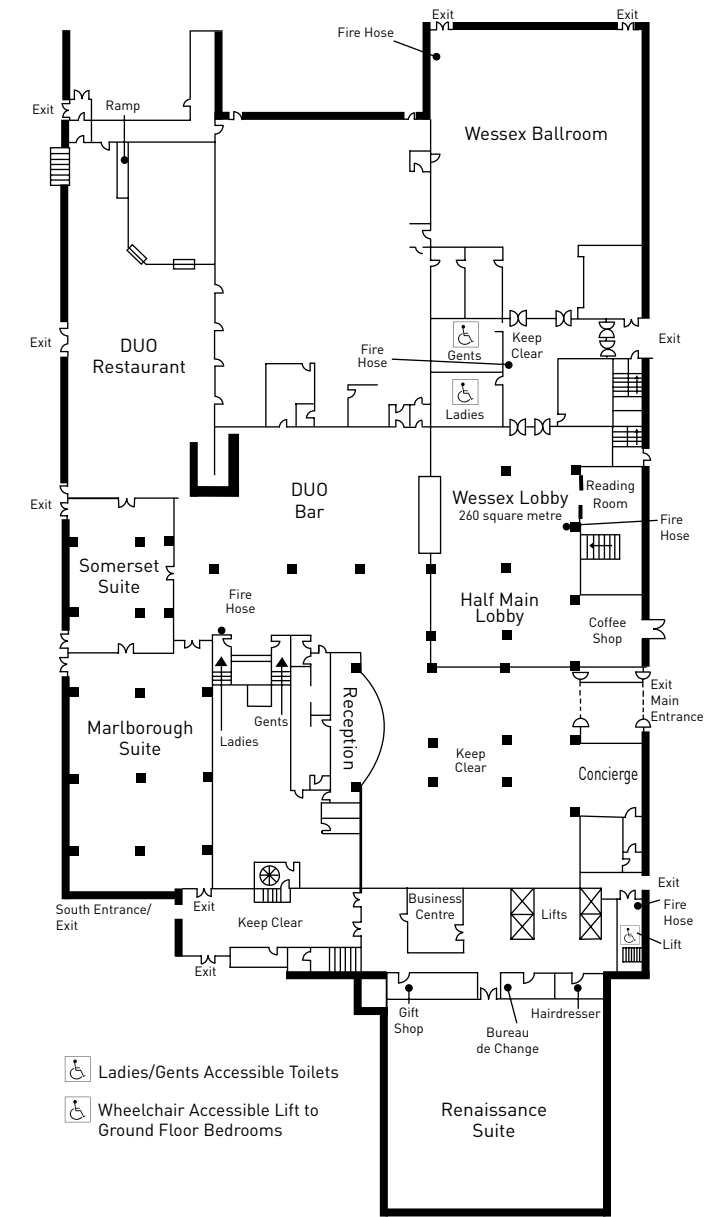 Exit
Exit
Fire Hose
Exit
Ramp
Wessex Ballroom
Exit
DUO
Restaurant
Fire
Hose
Gents
Keep
Clear
Exit
Ladies
Exit
DUO
Bar
Wessex Lobby
260 square metre
Reading
Room
Fire
Hose
Somerset
Suite
Fire
Hose
Half Main
Lobby
Coffee
Shop
Marlborough
Suite
Ladies
Gents
Reception
Keep
Clear
Exit
Main
Entrance
Concierge
South Entrance/
Exit
Exit
Keep Clear
Exit
Business
Centre
Lifts
Exit
Fire
Hose
Lift
Gift
Shop
Bureau
de Change
Hairdresser
Ladies/Gents Accessible Toilets
Wheelchair Accessible Lift to
Ground Floor Bedrooms
Renaissance
Suite